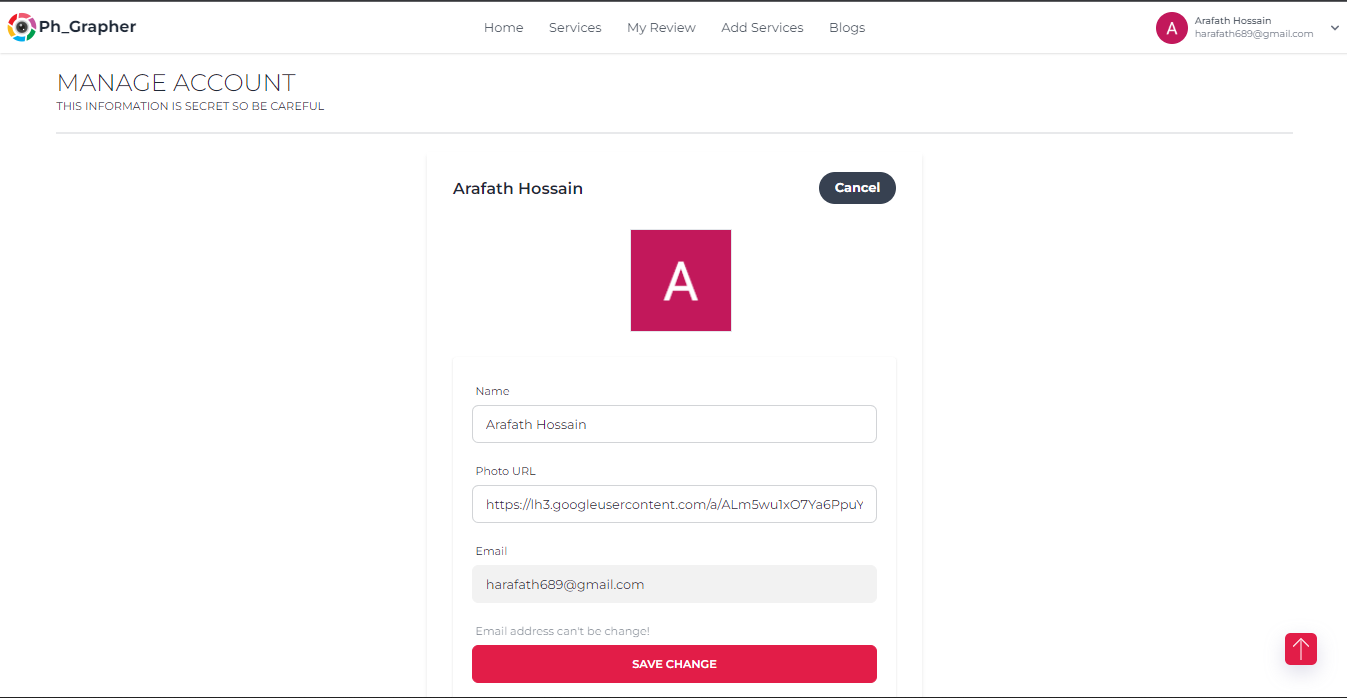 Ph_Grapher
Home Services My Review Add Services Blogs
A
Arafath Hossain
harafath689@gmail.com
MANAGE ACCOUNT
THIS INFORMATION IS SECRET SO BE CAREFUL
Arafath Hossain
Cancel
A
Name
Arafath Hossain
Photo URL
https://lh3.googleusercontent.com/a/ALm5wu1xO7Ya6PpuY
Email
harafath689@gmail.com
Email address can't be change!
SAVE CHANGE